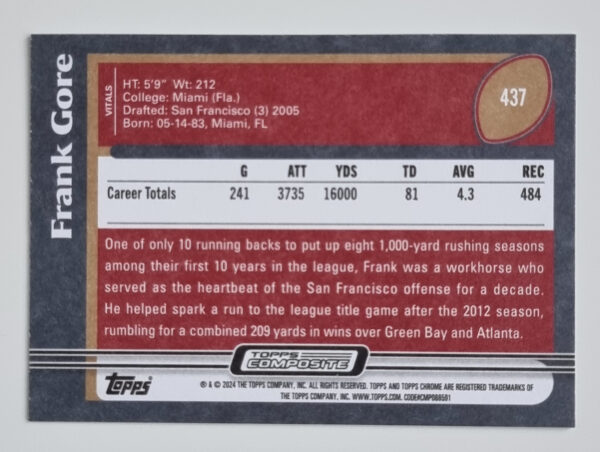 Frank Gore
VITALS
HT: 5'9" Wt: 212
College: Miami (Fla.)
Drafted: San Francisco (3) 2005
Born: 05-14-83, Miami, FL
437
G ATT YDS TD AVG REC
Career Totals 241 3735 16000 81 4.3 484
One of only 10 running backs to put up eight 1,000-yard rushing seasons
among their first 10 years in the league, Frank was a workhorse who
served as the heartbeat of the San Francisco offense for a decade.
He helped spark a run to the league title game after the 2012 season,
rumbling for a combined 209 yards in wins over Green Bay and Atlanta.
TOPPS
COMPOSITE
Topps
® & © 2024 THE TOPPS COMPANY, INC. ALL RIGHTS RESERVED. TOPPS AND TOPPS CHROME ARE REGISTERED TRADEMARKS OF
THE TOPPS COMPANY, INC. WWW.TOPPS.COM. CODE#CMP088501